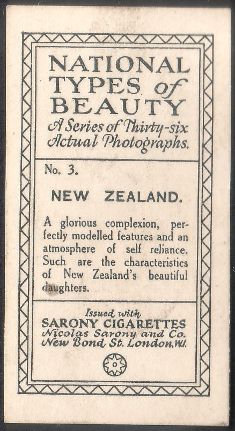 NATIONAL
TYPES of
BEAUTY
A Series of Thirty-six
Actual Photographs.
No. 3.
NEW ZEALAND.
A glorious complexion, per-
fectly modelled features and an
atmosphere of self reliance.
Such are the characteristics
of New Zealand's beautiful
daughters.
Issued with
SARONY CIGARETTES
Nicolas Sarony and Co.
New Bond St. London, W1.